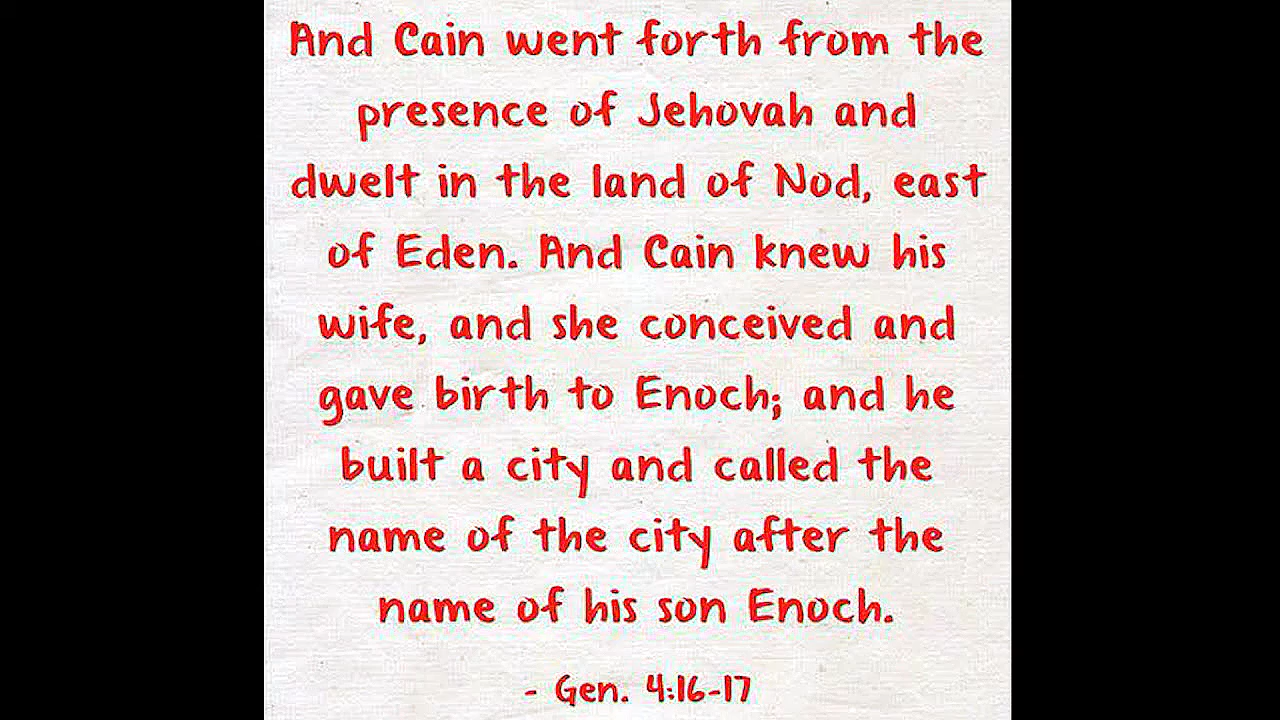 And Cain went forth from the
presence of Jehovah and
dwelt in the land of Nod, east
of Eden. And Cain knew his
wife, and she conceived and
gave birth to Enoch; and he
built a city and called the
name of the city after the
name of his son Enoch.
- Gen. 4:16-17